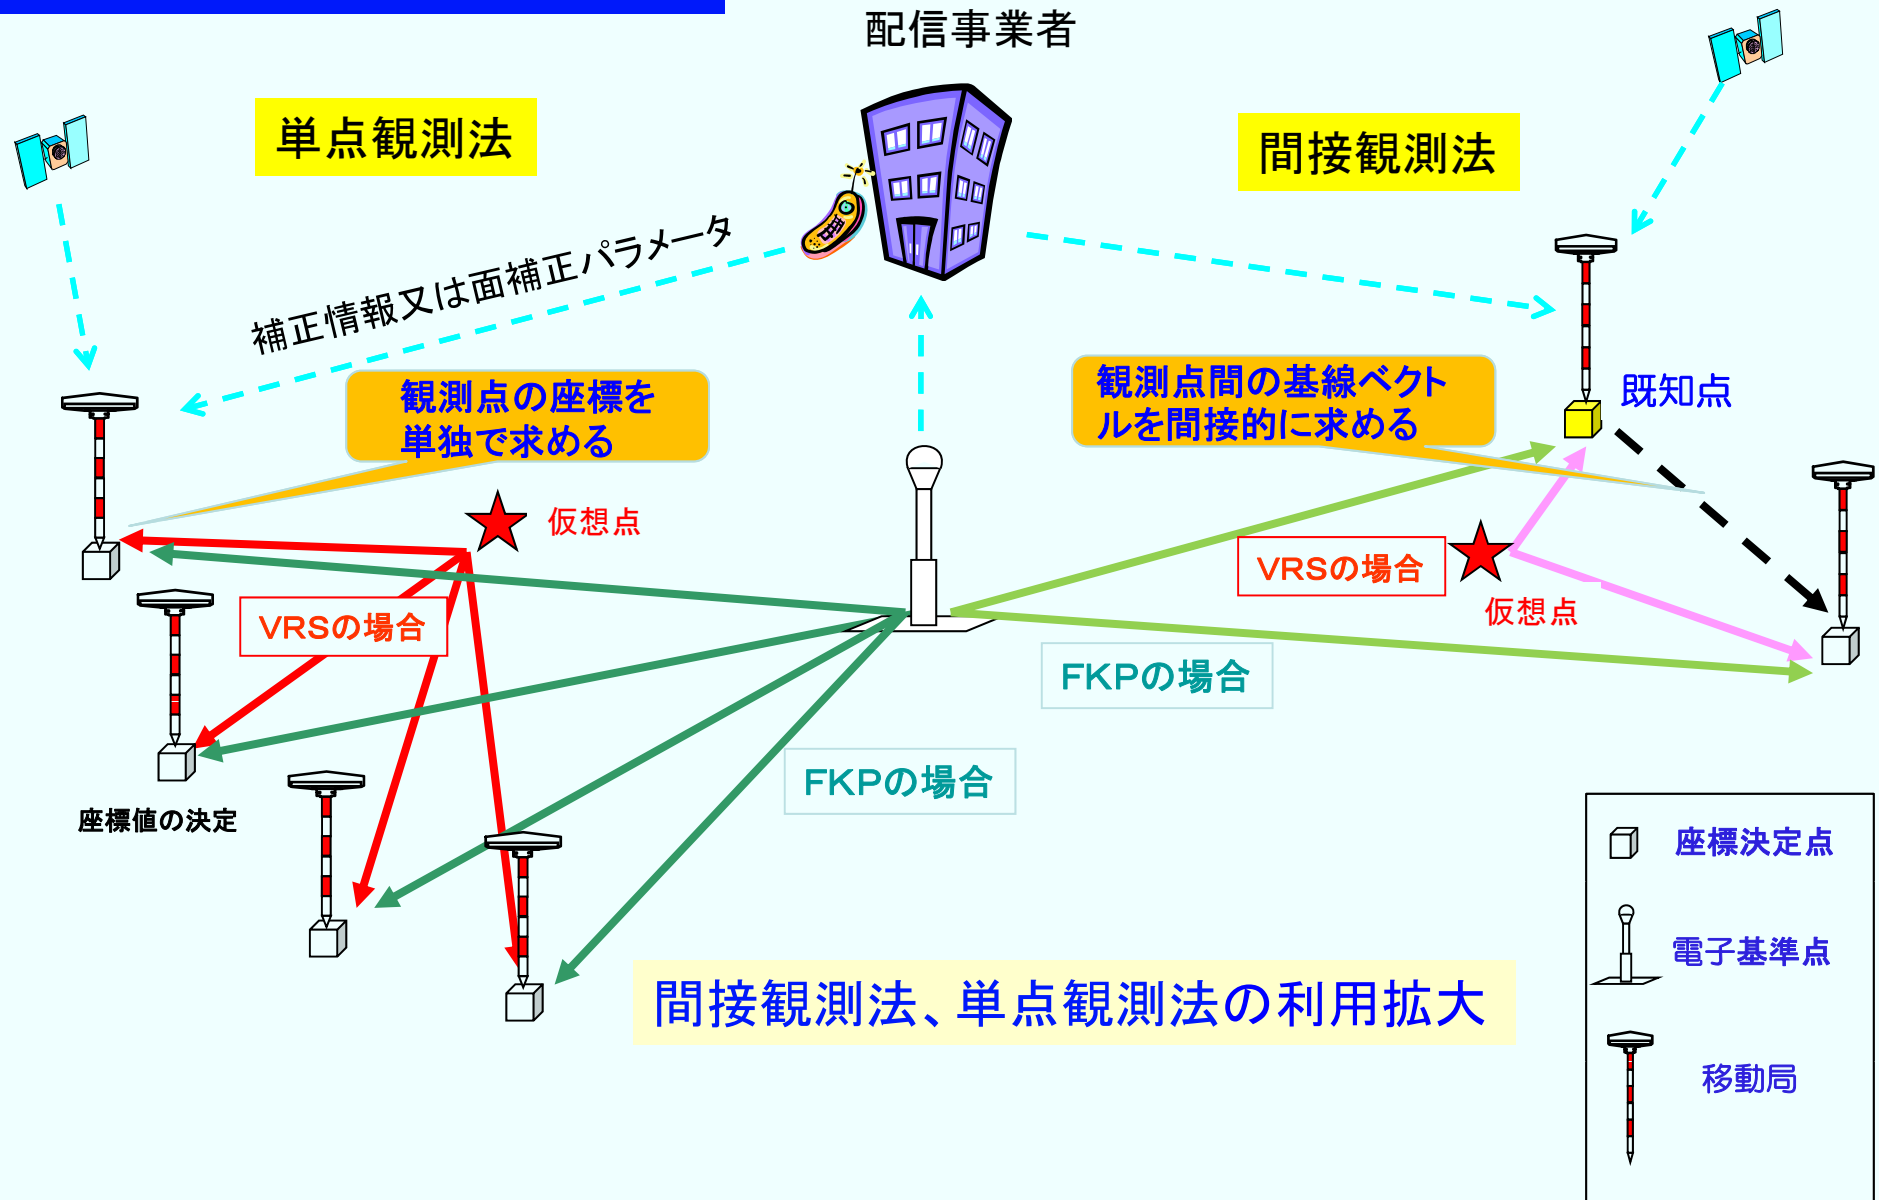 配信事業者
単点観測法
間接観測法
補正情報又は面補正パラメータ
観測点の座標を
単独で求める
観測点間の基線ベクト
ルを間接的に求める
既知点
仮想点
VRSの場合
仮想点
VRSの場合
FKPの場合
FKPの場合
座標値の決定
座標決定点
電子基準点
移動局
間接観測法、単点観測法の利用拡大